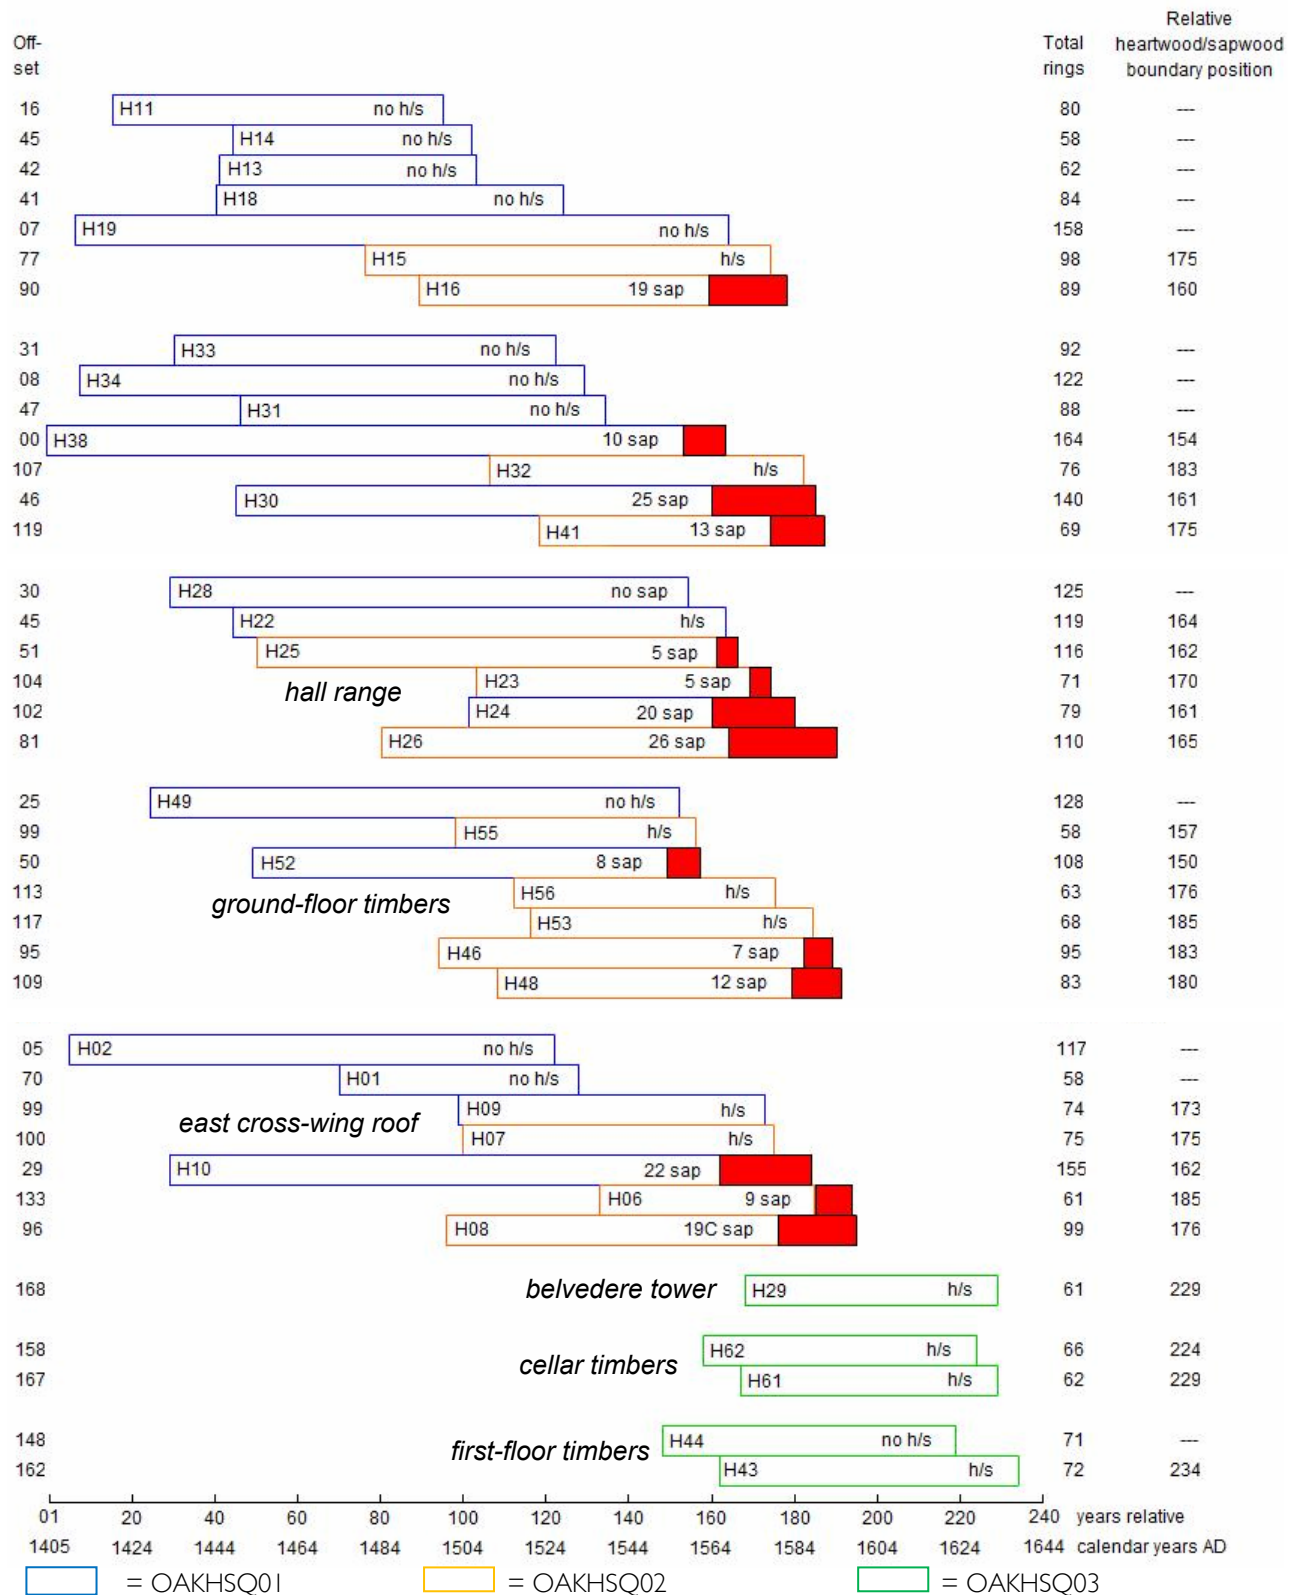 Relative
Off- Total heartwood/sapwood
set rings boundary position
16 H11 no h/s 80 ---
45 H14 no h/s 58 ---
42 H13 no h/s 62 ---
41 H18 no h/s 84 ---
07 H19 no h/s 158 ---
77 H15 h/s 98 175
90 H16 19 sap 89 160
31 H33 no h/s 92 ---
08 H34 no h/s 122 ---
47 H31 no h/s 88 ---
00 H38 10 sap 164 154
107 H32 h/s 76 183
46 H30 25 sap 140 161
119 H41 13 sap 69 175
30 H28 no sap 125 ---
45 H22 h/s 119 164
51 H25 5 sap 116 162
104 H23 5 sap 71 170
hall range
102 H24 20 sap 79 161
81 H26 26 sap 110 165
25 H49 no h/s 128 ---
99 H55 h/s 58 157
50 H52 8 sap 108 150
113 H56 h/s 63 176
ground-floor timbers
117 H53 h/s 68 185
95 H46 7 sap 95 183
109 H48 12 sap 83 180
05 H02 no h/s 117 ---
70 H01 no h/s 58 ---
99 H09 h/s 74 173
east cross-wing roof
100 H07 h/s 75 175
29 H10 22 sap 155 162
133 H06 9 sap 61 185
96 H08 19C sap 99 176
168 belvedere tower H29 h/s 61 229
158 H62 h/s 66 224
cellar timbers
167 H61 h/s 62 229
148 H44 no h/s 71 ---
first-floor timbers
162 H43 h/s 72 234
01 20 40 60 80 100 120 140 160 180 200 220 240 years relative
1405 1424 1444 1464 1484 1504 1524 1544 1564 1584 1604 1624 1644 calendar years AD
= OAKHSQ01 = OAKHSQ02 = OAKHSQ03